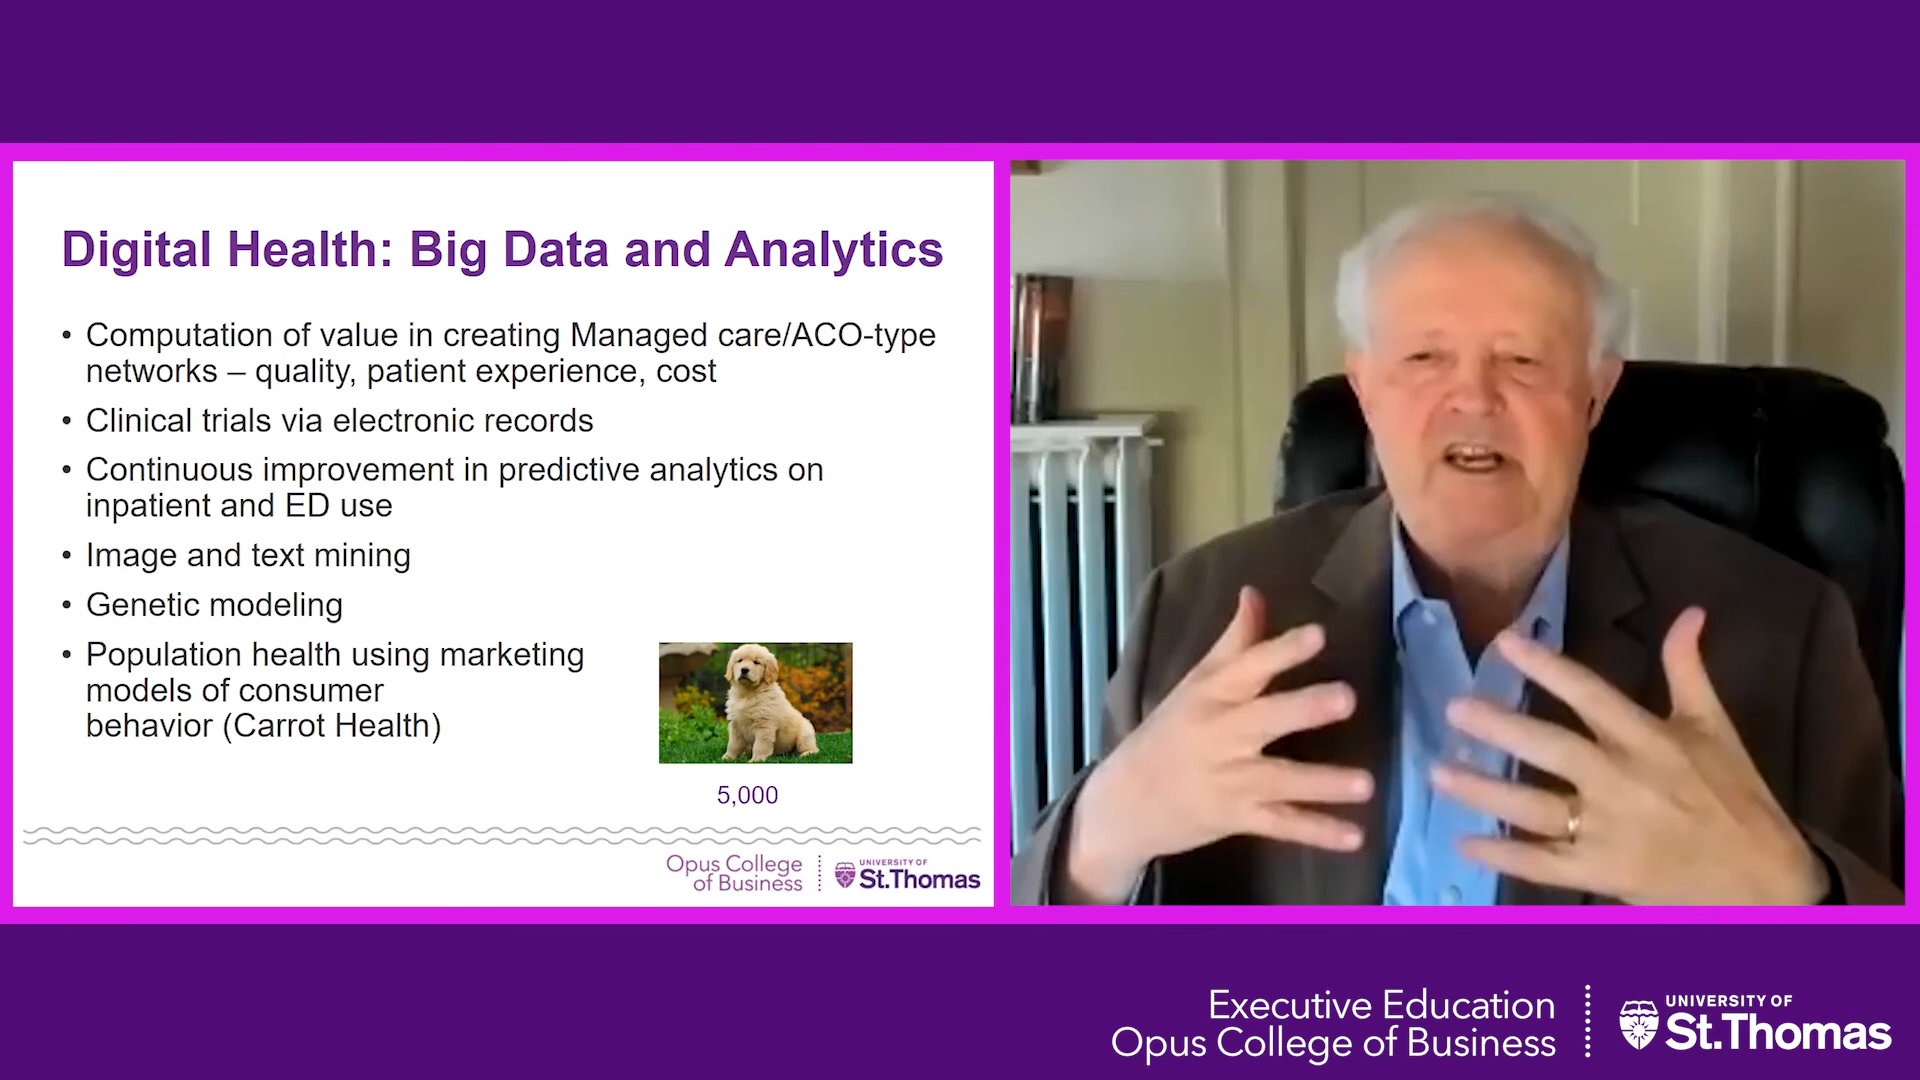 Digital Health: Big Data and Analytics
• Computation of value in creating Managed care/ACO-type
networks – quality, patient experience, cost
• Clinical trials via electronic records
• Continuous improvement in predictive analytics on
inpatient and ED use
• Image and text mining
• Genetic modeling
• Population health using marketing
models of consumer
behavior (Carrot Health)
5,000
Opus College
of Business
UNIVERSITY OF
St.Thomas
Executive Education
Opus College of Business
UNIVERSITY OF
St.Thomas